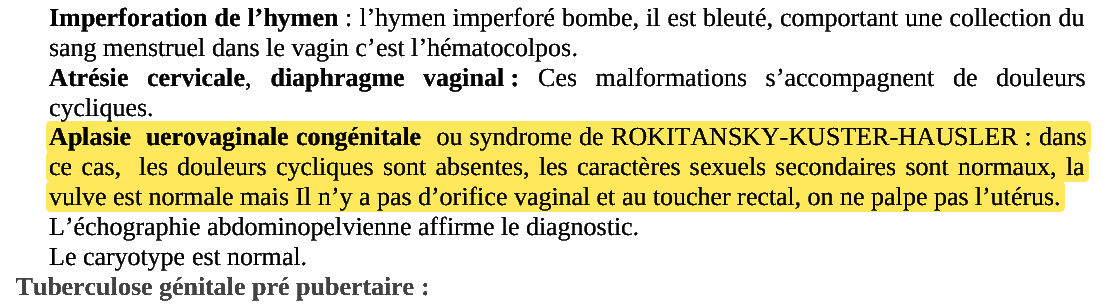 Imperforation de l’hymen : l’hymen imperforé bombe, il est bleuté, comportant une collection du
sang menstruel dans le vagin c’est l’hématocolpos.
Atrésie cervicale, diaphragme vaginal : Ces malformations s’accompagnent de douleurs
cycliques.
Aplasie uerovaginale congénitale ou syndrome de ROKITANSKY-KUSTER-HAUSLER : dans
ce cas, les douleurs cycliques sont absentes, les caractères sexuels secondaires sont normaux, la
vulve est normale mais Il n’y a pas d’orifice vaginal et au toucher rectal, on ne palpe pas l’utérus.
L’échographie abdominopelvienne affirme le diagnostic.
Le caryotype est normal.
Tuberculose génitale pré pubertaire :